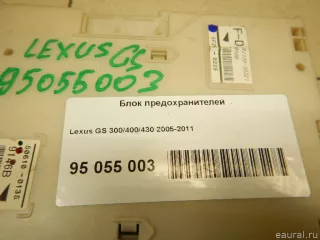 LEXUS GS
95055003
F-D
Блок предохранителей
Lexus GS 300/400/430 2005-2011
95 055 003
eaural.ru